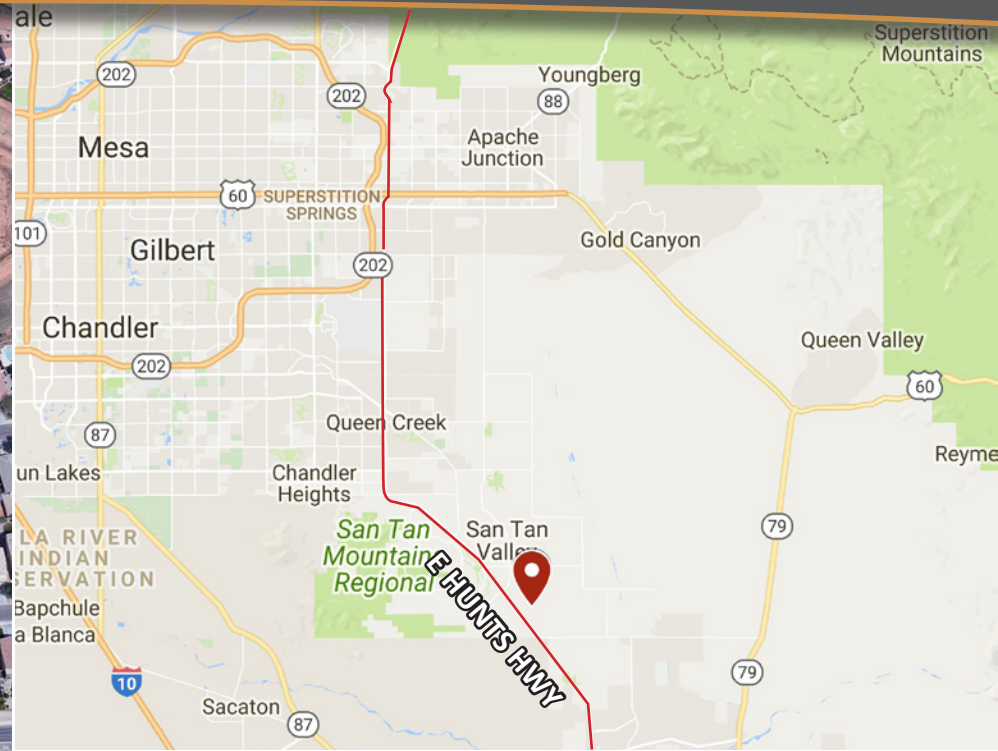 ale
Superstition
Mountains
202
202
Youngberg
88
Mesa
Apache
Junction
60
SUPERSTITION
SPRINGS
101
Gilbert
Gold Canyon
202
Chandler
Queen Valley
202
60
Queen Creek
87
Reyme
un Lakes
Chandler
Heights
San Tan
Mountain
Regional
San Tan
Valley
79
LA RIVER
INDIAN
SERVATION
E HUNTS HWY
Bapchule
a Blanca
79
10
Sacaton
87